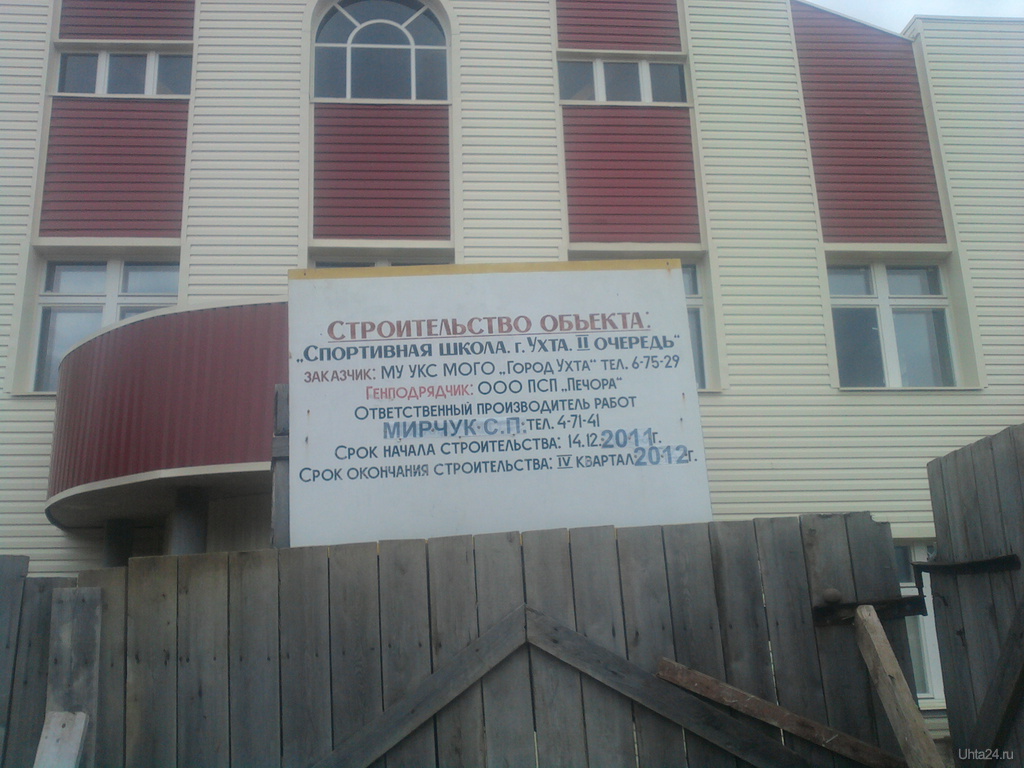 СТРОИТЕЛЬСТВО ОБЪЕКТА:
„СПОРТИВНАЯ ШКОЛА. г. УХТА. II ОЧЕРЕДЬ"
ЗАКАЗЧИК: МУ УКС МОГО „ГОРОД УХТА" ТЕЛ. 6-75-29
ГЕНПОДРЯДЧИК: ООО ПСП „ПЕЧОРА"
ОТВЕТСТВЕННЫЙ ПРОИЗВОДИТЕЛЬ РАБОТ
МИРЧУК С.П. ТЕЛ. 4-71-41
СРОК НАЧАЛА СТРОИТЕЛЬСТВА: 14.12.2011г.
СРОК ОКОНЧАНИЯ СТРОИТЕЛЬСТВА: IV КВАРТАЛ 2012г.
Uhta24.ru